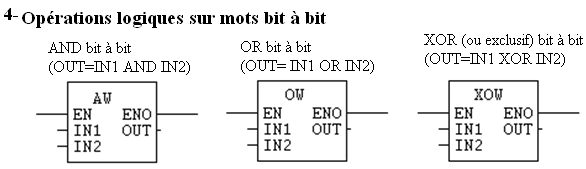 4- Opérations logiques sur mots bit à bit
AND bit à bit
(OUT=IN1 AND IN2)
AW
EN ENO
IN1 OUT
IN2
OR bit à bit
(OUT= IN1 OR IN2)
OW
EN ENO
IN1 OUT
IN2
XOR (ou exclusif) bit à bit
(OUT=IN1 XOR IN2)
XOW
EN ENO
IN1 OUT
IN2